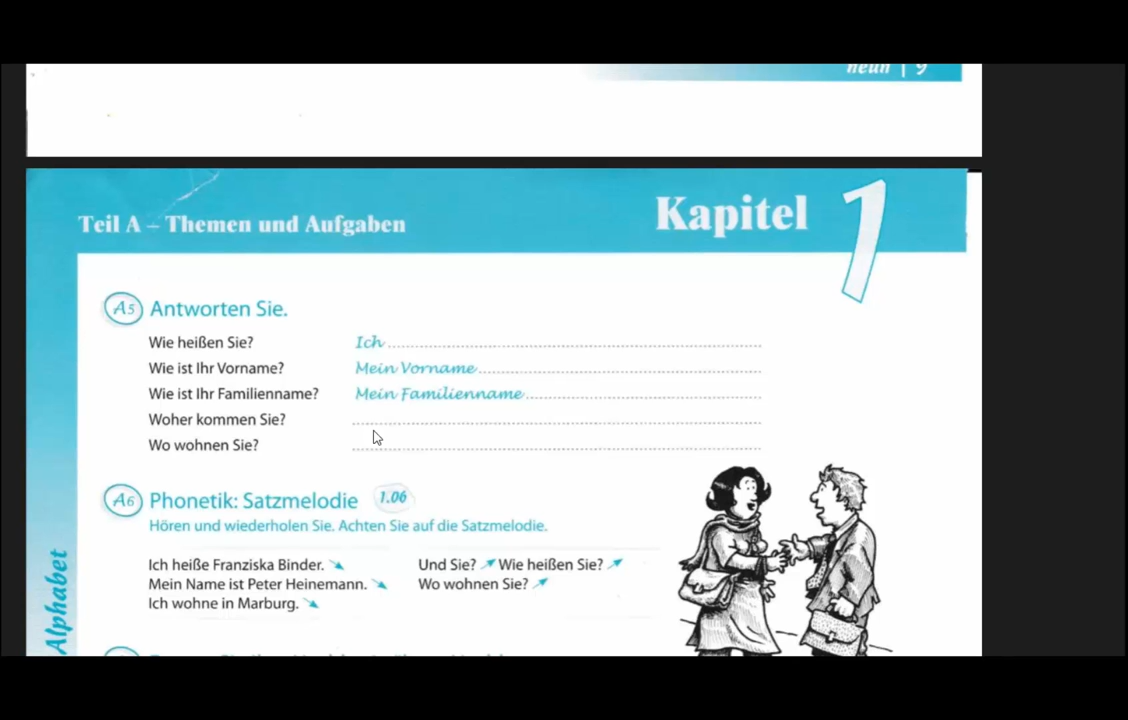 neun | 9
Teil A – Themen und Aufgaben
Kapitel 1
A5 Antworten Sie.
Wie heißen Sie? Ich
Wie ist Ihr Vorname? Mein Vorname
Wie ist Ihr Familienname? Mein Familienname
Woher kommen Sie?
Wo wohnen Sie?
A6 Phonetik: Satzmelodie 1.06
Hören und wiederholen Sie. Achten Sie auf die Satzmelodie.
Ich heiße Franziska Binder. ↘ Und Sie? ↗ Wie heißen Sie? ↗
Mein Name ist Peter Heinemann. ↘ Wo wohnen Sie? ↗
Ich wohne in Marburg. ↘
Alphabet